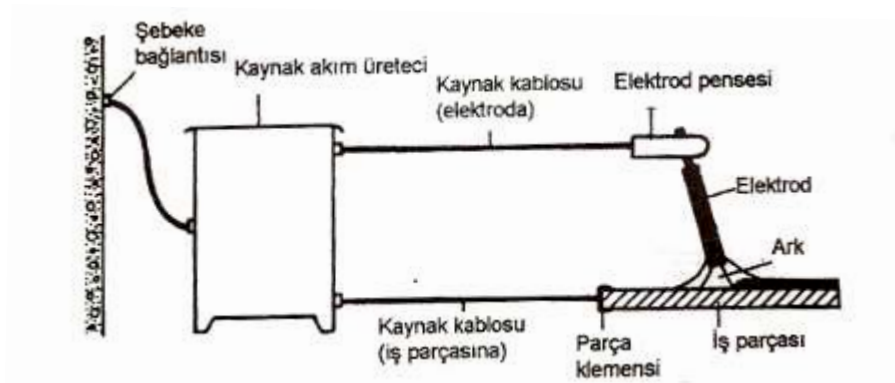 Şebeke
bağlantısı
Kaynak akım üreteci
Kaynak kablosu
(elektroda)
Elektrod pensesi
Elektrod
Ark
Kaynak kablosu
(iş parçasına)
Parça
klemensi
İş parçası